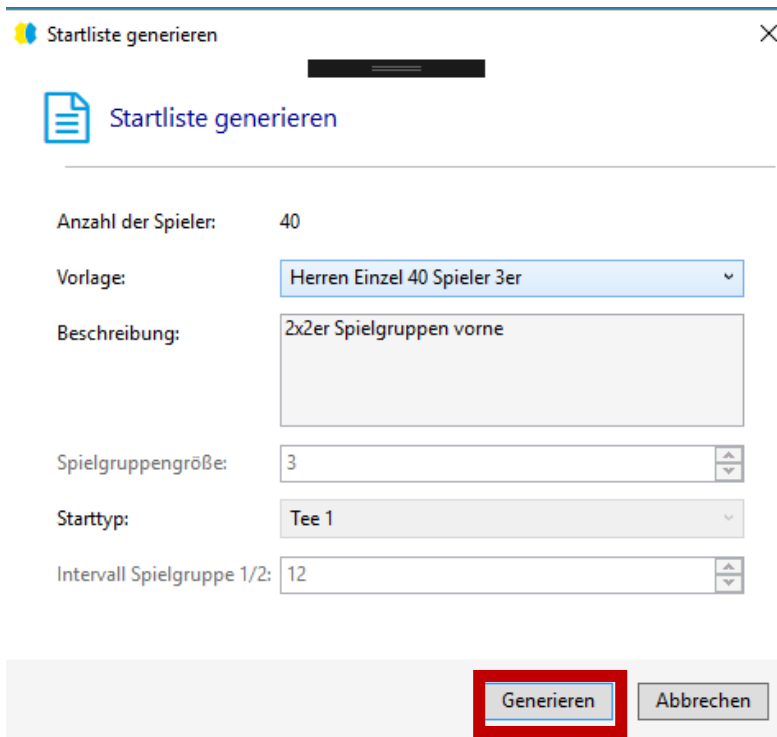 Startliste generieren
Startliste generieren
Anzahl der Spieler: 40
Vorlage: Herren Einzel 40 Spieler 3er
Beschreibung: 2x2er Spielgruppen vorne
Spielgruppengröße: 3
Starttyp: Tee 1
Intervall Spielgruppe 1/2: 12
Generieren Abbrechen